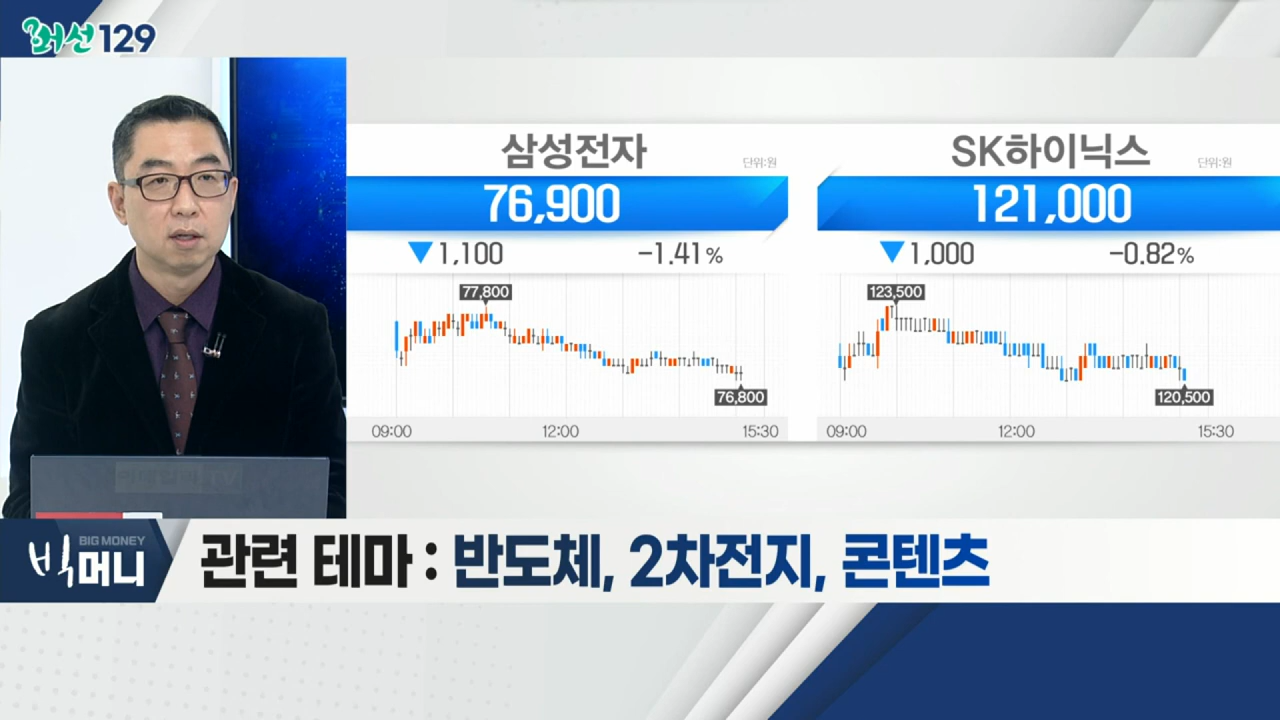 머선129
삼성전자
단위:원
76,900
▼1,100
-1.41%
77,800
76,800
09:00
12:00
15:30
SK하이닉스
단위:원
121,000
▼1,000
-0.82%
123,500
120,500
09:00
12:00
15:30
BIG MONEY
빅머니
관련 테마 : 반도체, 2차전지, 콘텐츠